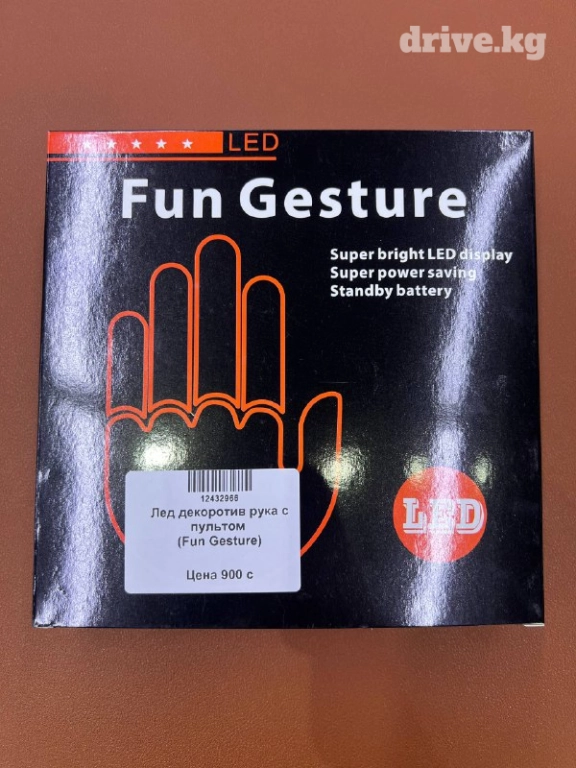 drive.kg
LED
Fun Gesture
Super bright LED display
Super power saving
Standby battery
LED
12432966
Лед декоротив рука с
пультом
(Fun Gesture)
Цена 900 с